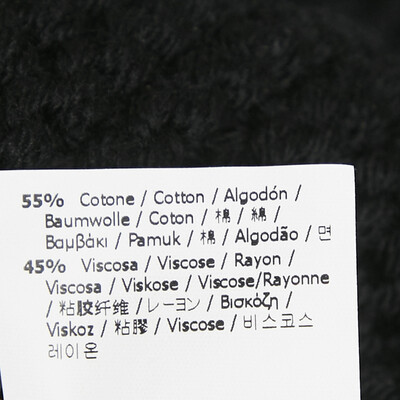 55% Cotone / Cotton / Algodón /
Baumwolle / Coton / 棉 / 綿 /
Βαμβάκι / Pamuk / 棉 / Algodão / 면
45% Viscosa / Viscose / Rayon /
Viscosa / Viskose / Viscose/Rayonne
/ 粘胶纤维 / レーヨン / Βισκόζη /
Viskoz / 粘膠 / Viscose / 비스코스
레이온